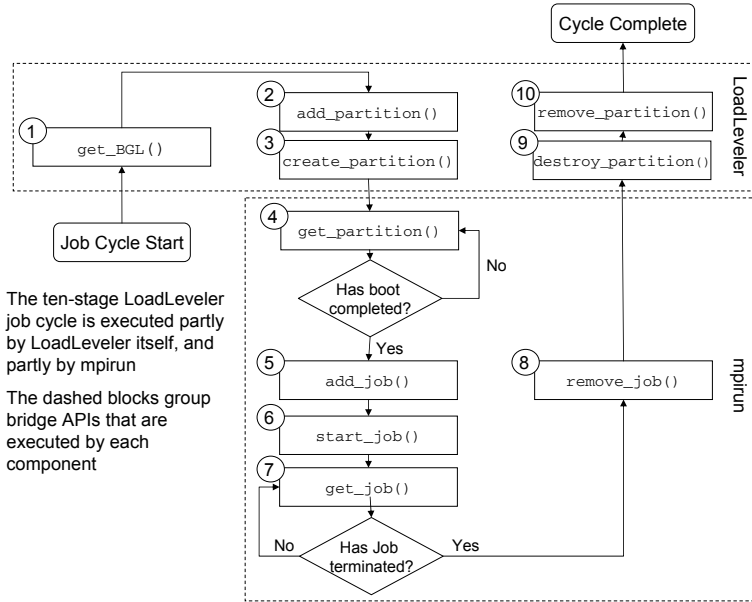 Cycle Complete
LoadLeveler
1
get_BGL()
2
add_partition()
3
create_partition()
10
remove_partition()
9
destroy_partition()
Job Cycle Start
4
get_partition()
No
Has boot
completed?
Yes
The ten-stage LoadLeveler
job cycle is executed partly
by LoadLeveler itself, and
partly by mpirun
The dashed blocks group
bridge APIs that are
executed by each
component
5
add_job()
6
start_job()
7
get_job()
No
Has Job
terminated?
Yes
8
remove_job()
mpirun